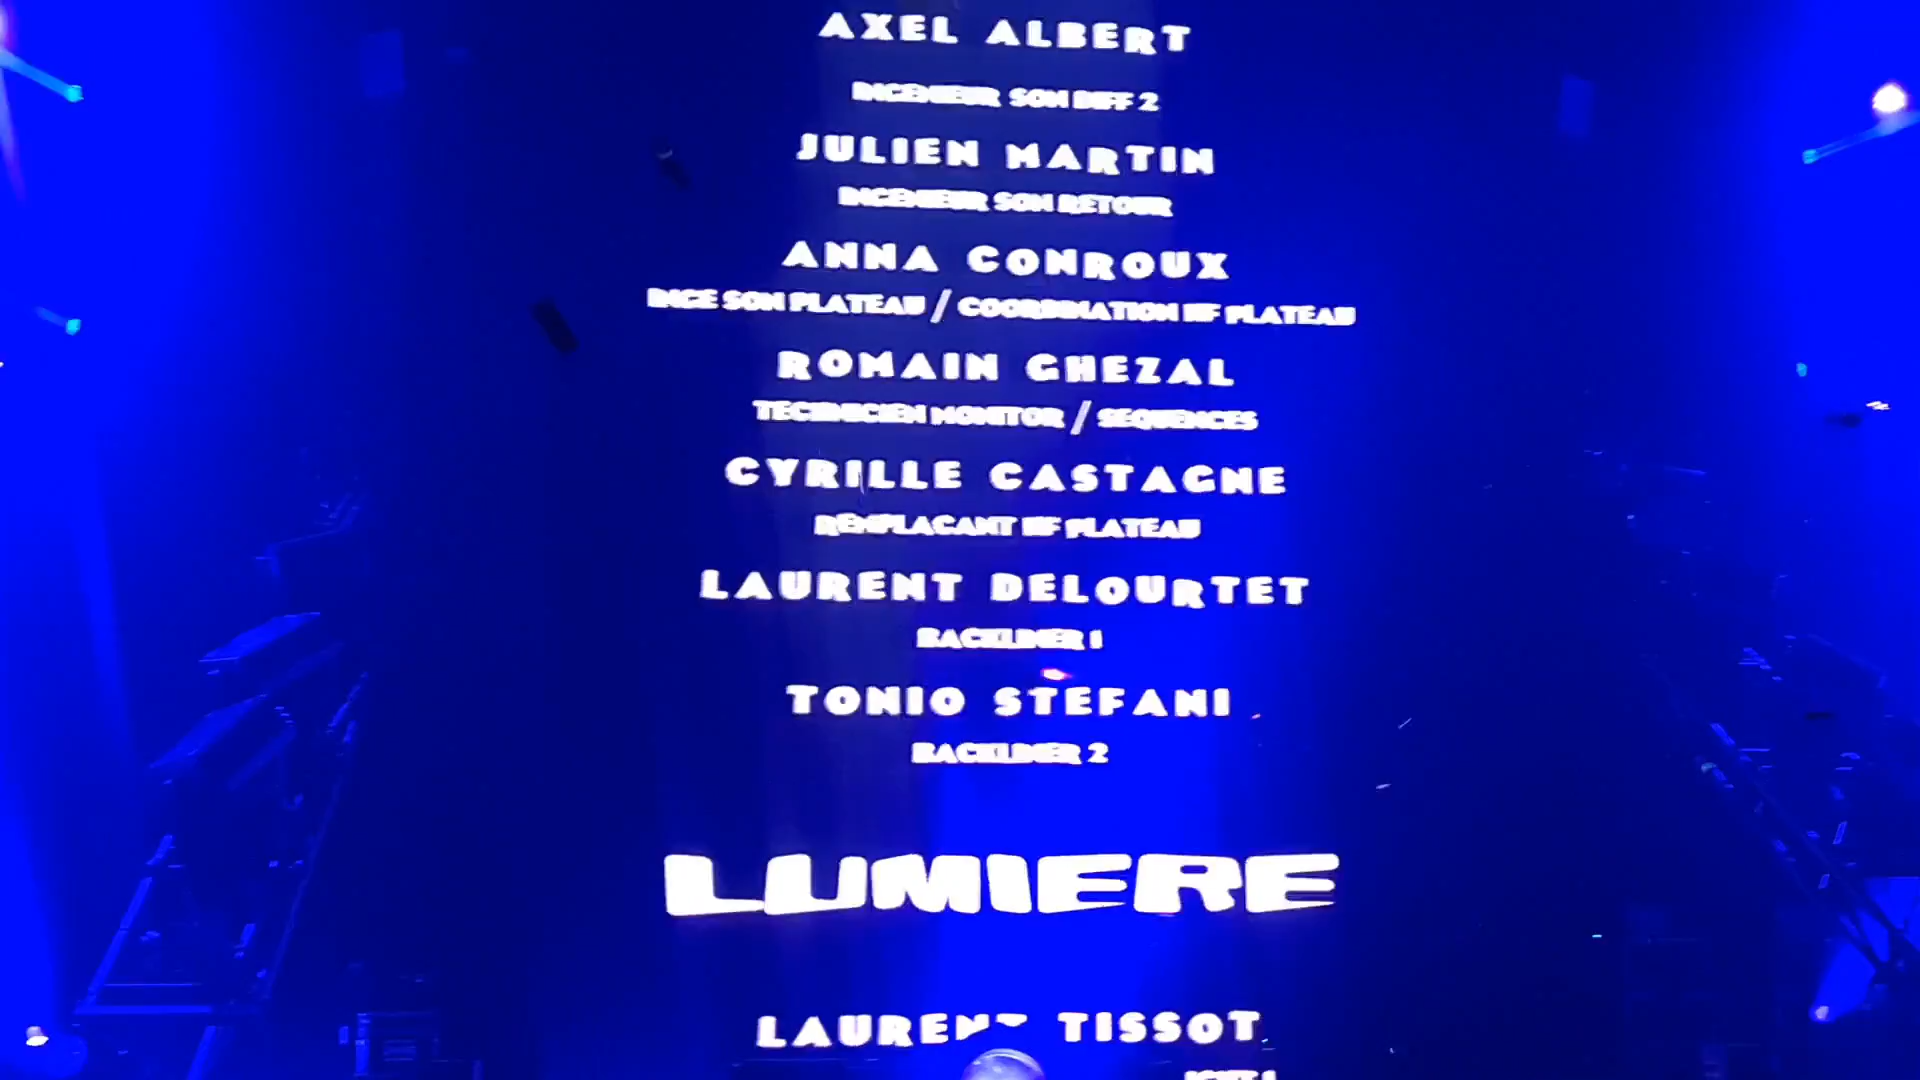 AXEL ALBERT
INGENIEUR SON DIFF 2
JULIEN MARTIN
INGENIEUR SON RETOUR
ANNA CONROUX
INGE SON PLATEAU / COORDINATION HF PLATEAU
ROMAIN GHEZAL
TECHNICIEN MONITOR / SEQUENCES
CYRILLE CASTAGNE
REMPLACANT HF PLATEAU
LAURENT DELOURTET
BACKLINER 1
TONIO STEFANI
BACKLINER 2
LUMIERE
LAURENT TISSOT